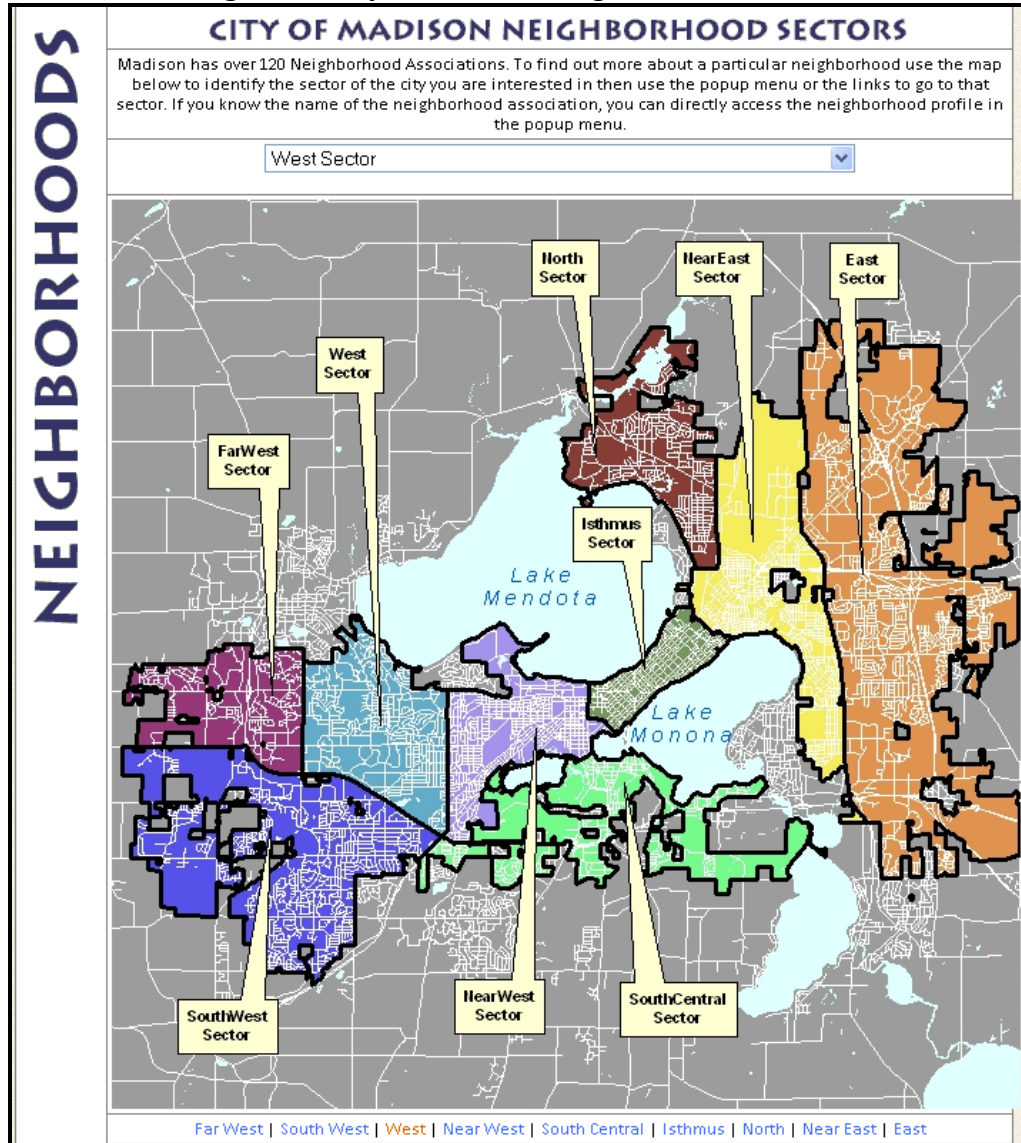 NEIGHBORHOODS
CITY OF MADISON NEIGHBORHOOD SECTORS
Madison has over 120 Neighborhood Associations. To find out more about a particular neighborhood use the map
below to identify the sector of the city you are interested in then use the popup menu or the links to go to that
sector. If you know the name of the neighborhood association, you can directly access the neighborhood profile in
the popup menu.
West Sector
North
Sector
NearEast
Sector
East
Sector
West
Sector
FarWest
Sector
Isthmus
Sector
Lake
Mendota
Lake
Monona
SouthWest
Sector
NearWest
Sector
SouthCentral
Sector
Far West | South West | West | Near West | South Central | Isthmus | North | Near East | East